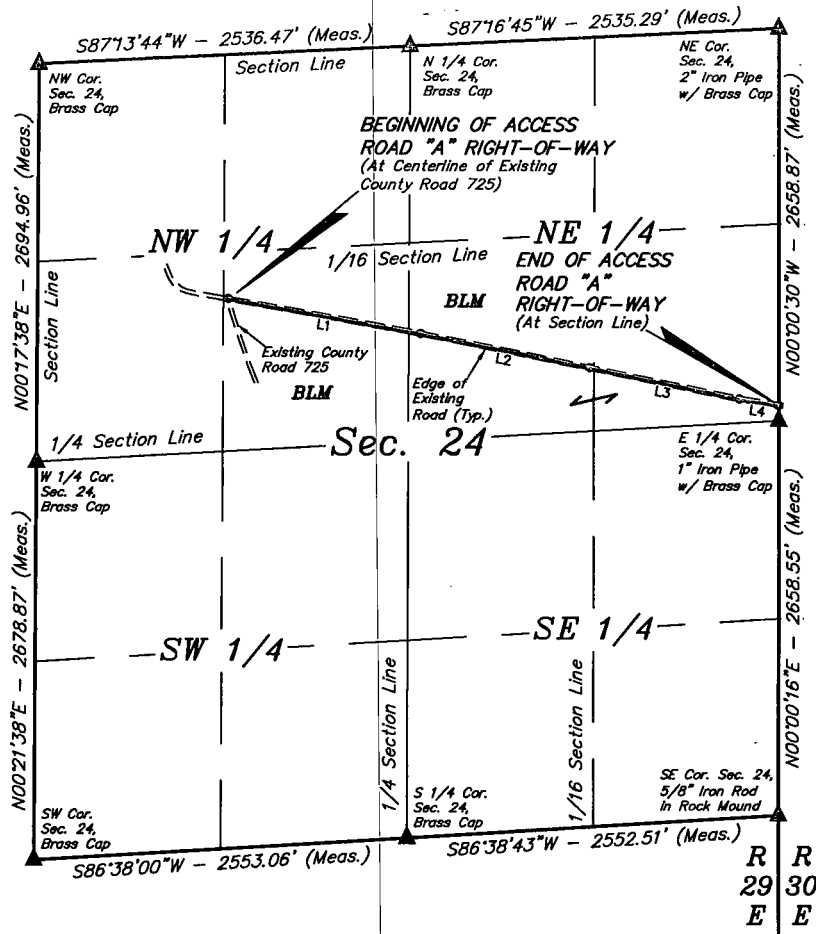 S87°13'44"W - 2536.47' (Meas.)
S87°16'45"W - 2535.29' (Meas.)
Section Line
NW Cor.
Sec. 24,
Brass Cap
N 1/4 Cor.
Sec. 24,
Brass Cap
NE Cor.
Sec. 24,
2" Iron Pipe
w/ Brass Cap
BEGINNING OF ACCESS
ROAD "A" RIGHT-OF-WAY
(At Centerline of Existing
County Road 725)
N00°17'38"E - 2694.96' (Meas.)
Section Line
N00°00'30"W - 2658.87' (Meas.)
NW 1/4
1/16 Section Line
NE 1/4
END OF ACCESS
ROAD "A"
RIGHT-OF-WAY
(At Section Line)
BLM
L1
L2
L3
L4
Existing County
Road 725
BLM
Edge of
Existing
Road (Typ.)
1/4 Section Line
Sec. 24
W 1/4 Cor.
Sec. 24,
Brass Cap
E 1/4 Cor.
Sec. 24,
1" Iron Pipe
w/ Brass Cap
N00°21'38"E - 2678.87' (Meas.)
N00°00'16"E - 2658.55' (Meas.)
SW 1/4
SE 1/4
1/4 Section Line
1/16 Section Line
SW Cor.
Sec. 24,
Brass Cap
S 1/4 Cor.
Sec. 24,
Brass Cap
SE Cor. Sec. 24,
5/8" Iron Rod
in Rock Mound
S86°38'00"W - 2553.06' (Meas.)
S86°38'43"W - 2552.51' (Meas.)
R R
29 30
E E